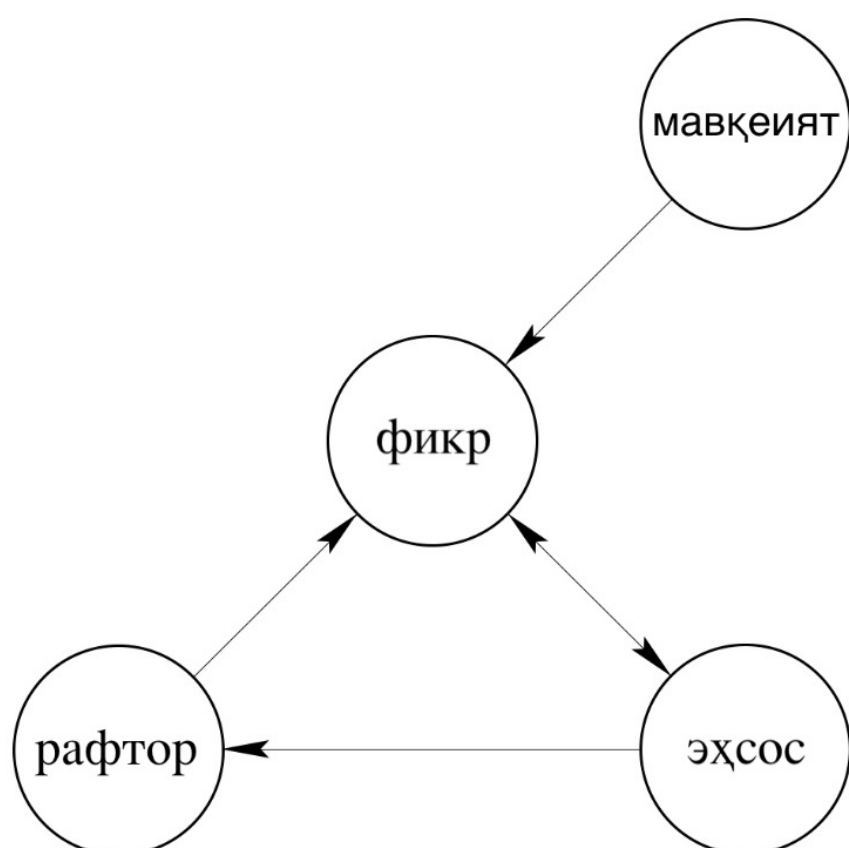 мавқеият
фикр
рафтор
эҳсос